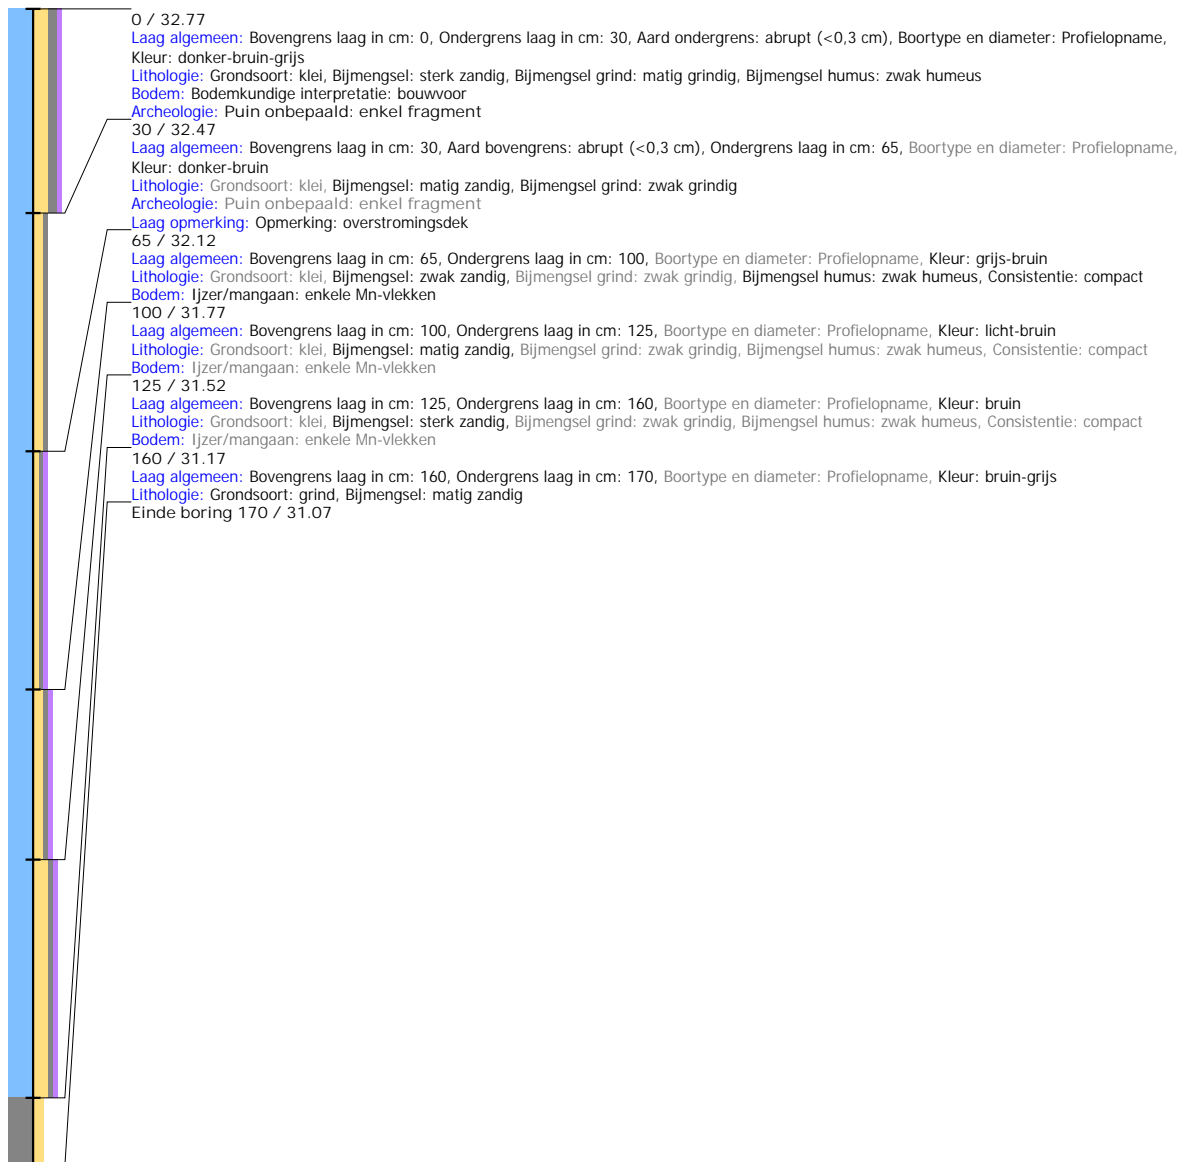 0 / 32.77
Laag algemeen: Bovengrens laag in cm: 0, Ondergrens laag in cm: 30, Aard ondergrens: abrupt (<0,3 cm), Boortype en diameter: Profielopname,
Kleur: donker-bruin-grijs
Lithologie: Grondsoort: klei, Bijmengsel: sterk zandig, Bijmengsel grind: matig grindig, Bijmengsel humus: zwak humeus
Bodem: Bodemkundige interpretatie: bouwvoor
Archeologie: Puin onbepaald: enkel fragment
30 / 32.47
Laag algemeen: Bovengrens laag in cm: 30, Aard bovengrens: abrupt (<0,3 cm), Ondergrens laag in cm: 65, Boortype en diameter: Profielopname,
Kleur: donker-bruin
Lithologie: Grondsoort: klei, Bijmengsel: matig zandig, Bijmengsel grind: zwak grindig
Archeologie: Puin onbepaald: enkel fragment
Laag opmerking: Opmerking: overstromingsdek
65 / 32.12
Laag algemeen: Bovengrens laag in cm: 65, Ondergrens laag in cm: 100, Boortype en diameter: Profielopname, Kleur: grijs-bruin
Lithologie: Grondsoort: klei, Bijmengsel: zwak zandig, Bijmengsel grind: zwak grindig, Bijmengsel humus: zwak humeus, Consistentie: compact
Bodem: Ijzer/mangaan: enkele Mn-vlekken
100 / 31.77
Laag algemeen: Bovengrens laag in cm: 100, Ondergrens laag in cm: 125, Boortype en diameter: Profielopname, Kleur: licht-bruin
Lithologie: Grondsoort: klei, Bijmengsel: matig zandig, Bijmengsel grind: zwak grindig, Bijmengsel humus: zwak humeus, Consistentie: compact
Bodem: Ijzer/mangaan: enkele Mn-vlekken
125 / 31.52
Laag algemeen: Bovengrens laag in cm: 125, Ondergrens laag in cm: 160, Boortype en diameter: Profielopname, Kleur: bruin
Lithologie: Grondsoort: klei, Bijmengsel: sterk zandig, Bijmengsel grind: zwak grindig, Bijmengsel humus: zwak humeus, Consistentie: compact
Bodem: Ijzer/mangaan: enkele Mn-vlekken
160 / 31.17
Laag algemeen: Bovengrens laag in cm: 160, Ondergrens laag in cm: 170, Boortype en diameter: Profielopname, Kleur: bruin-grijs
Lithologie: Grondsoort: grind, Bijmengsel: matig zandig
Einde boring 170 / 31.07